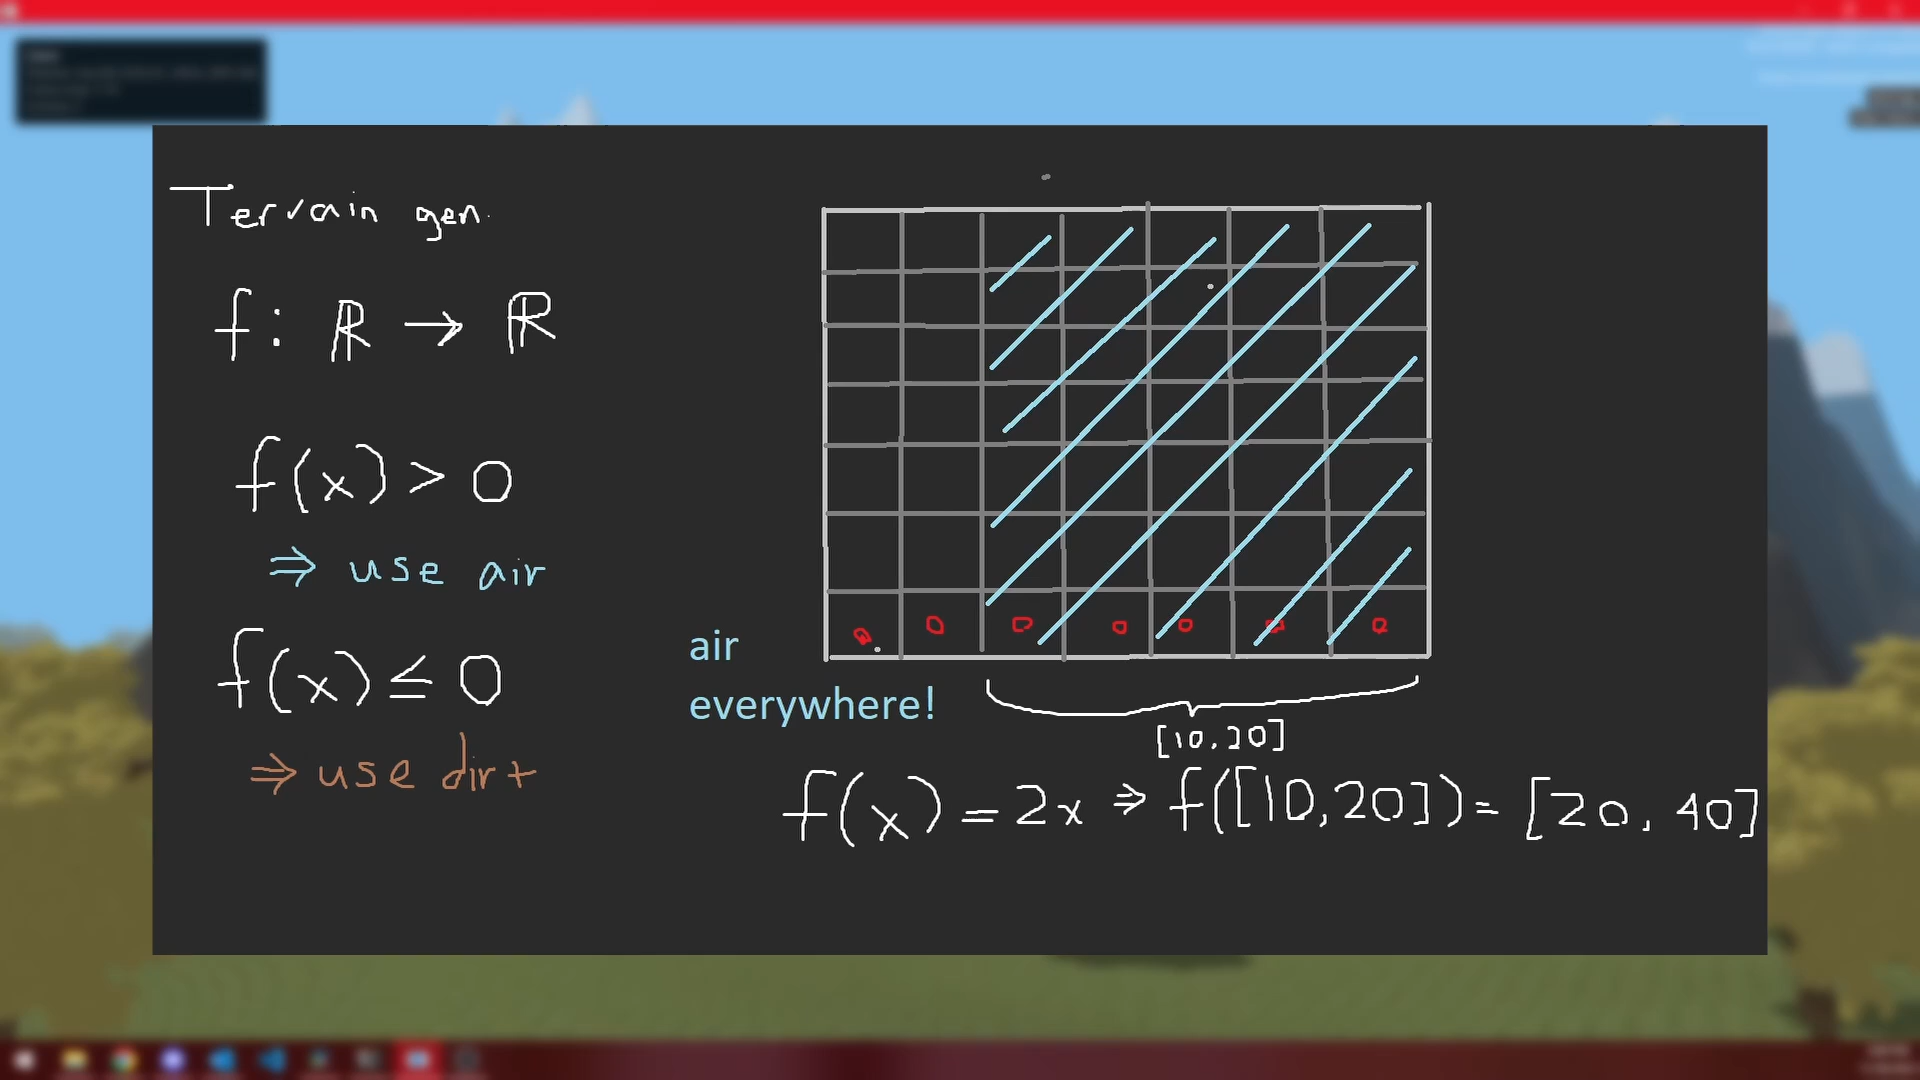 Terrain gen.
f: ℝ → ℝ
f(x) > 0
⇒ use air
f(x) ≤ 0
⇒ use dirt
air
everywhere!
[10,20]
f(x) = 2x ⇒ f([10,20]) = [20, 40]